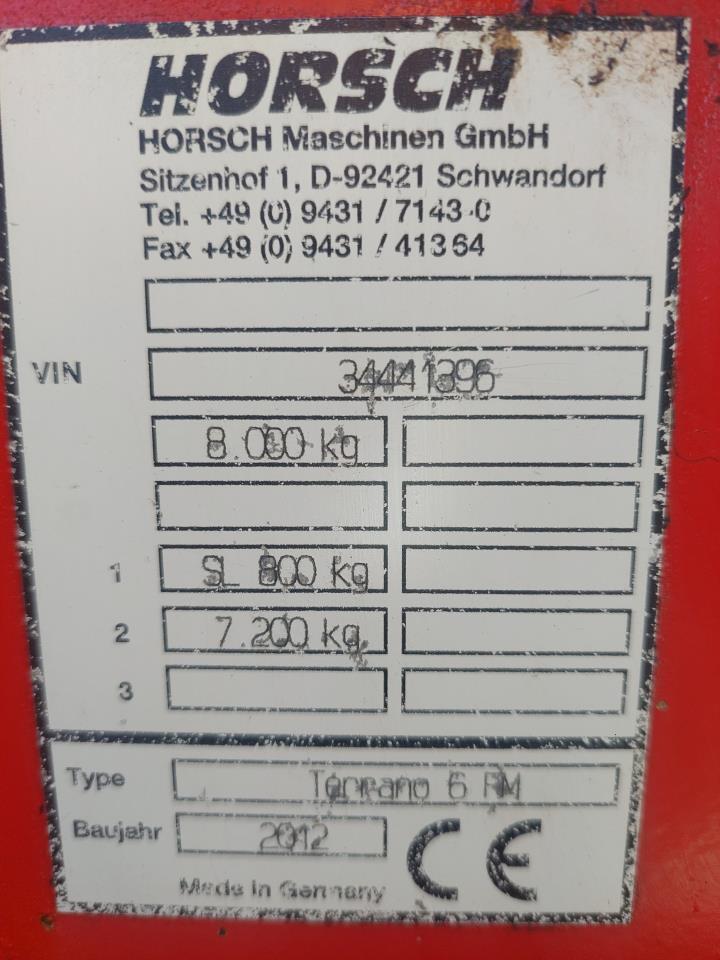 HORSCH
HORSCH Maschinen GmbH
Sitzenhof 1, D-92421 Schwandorf
Tel. +49 (0) 9431 / 7143-0
Fax +49 (0) 9431 / 41364
VIN 34441396
8.000 kg
1 SL 800 kg
2 7.200 kg
3
Type Terrano 6 FM
Baujahr 2012 CE
Made in Germany